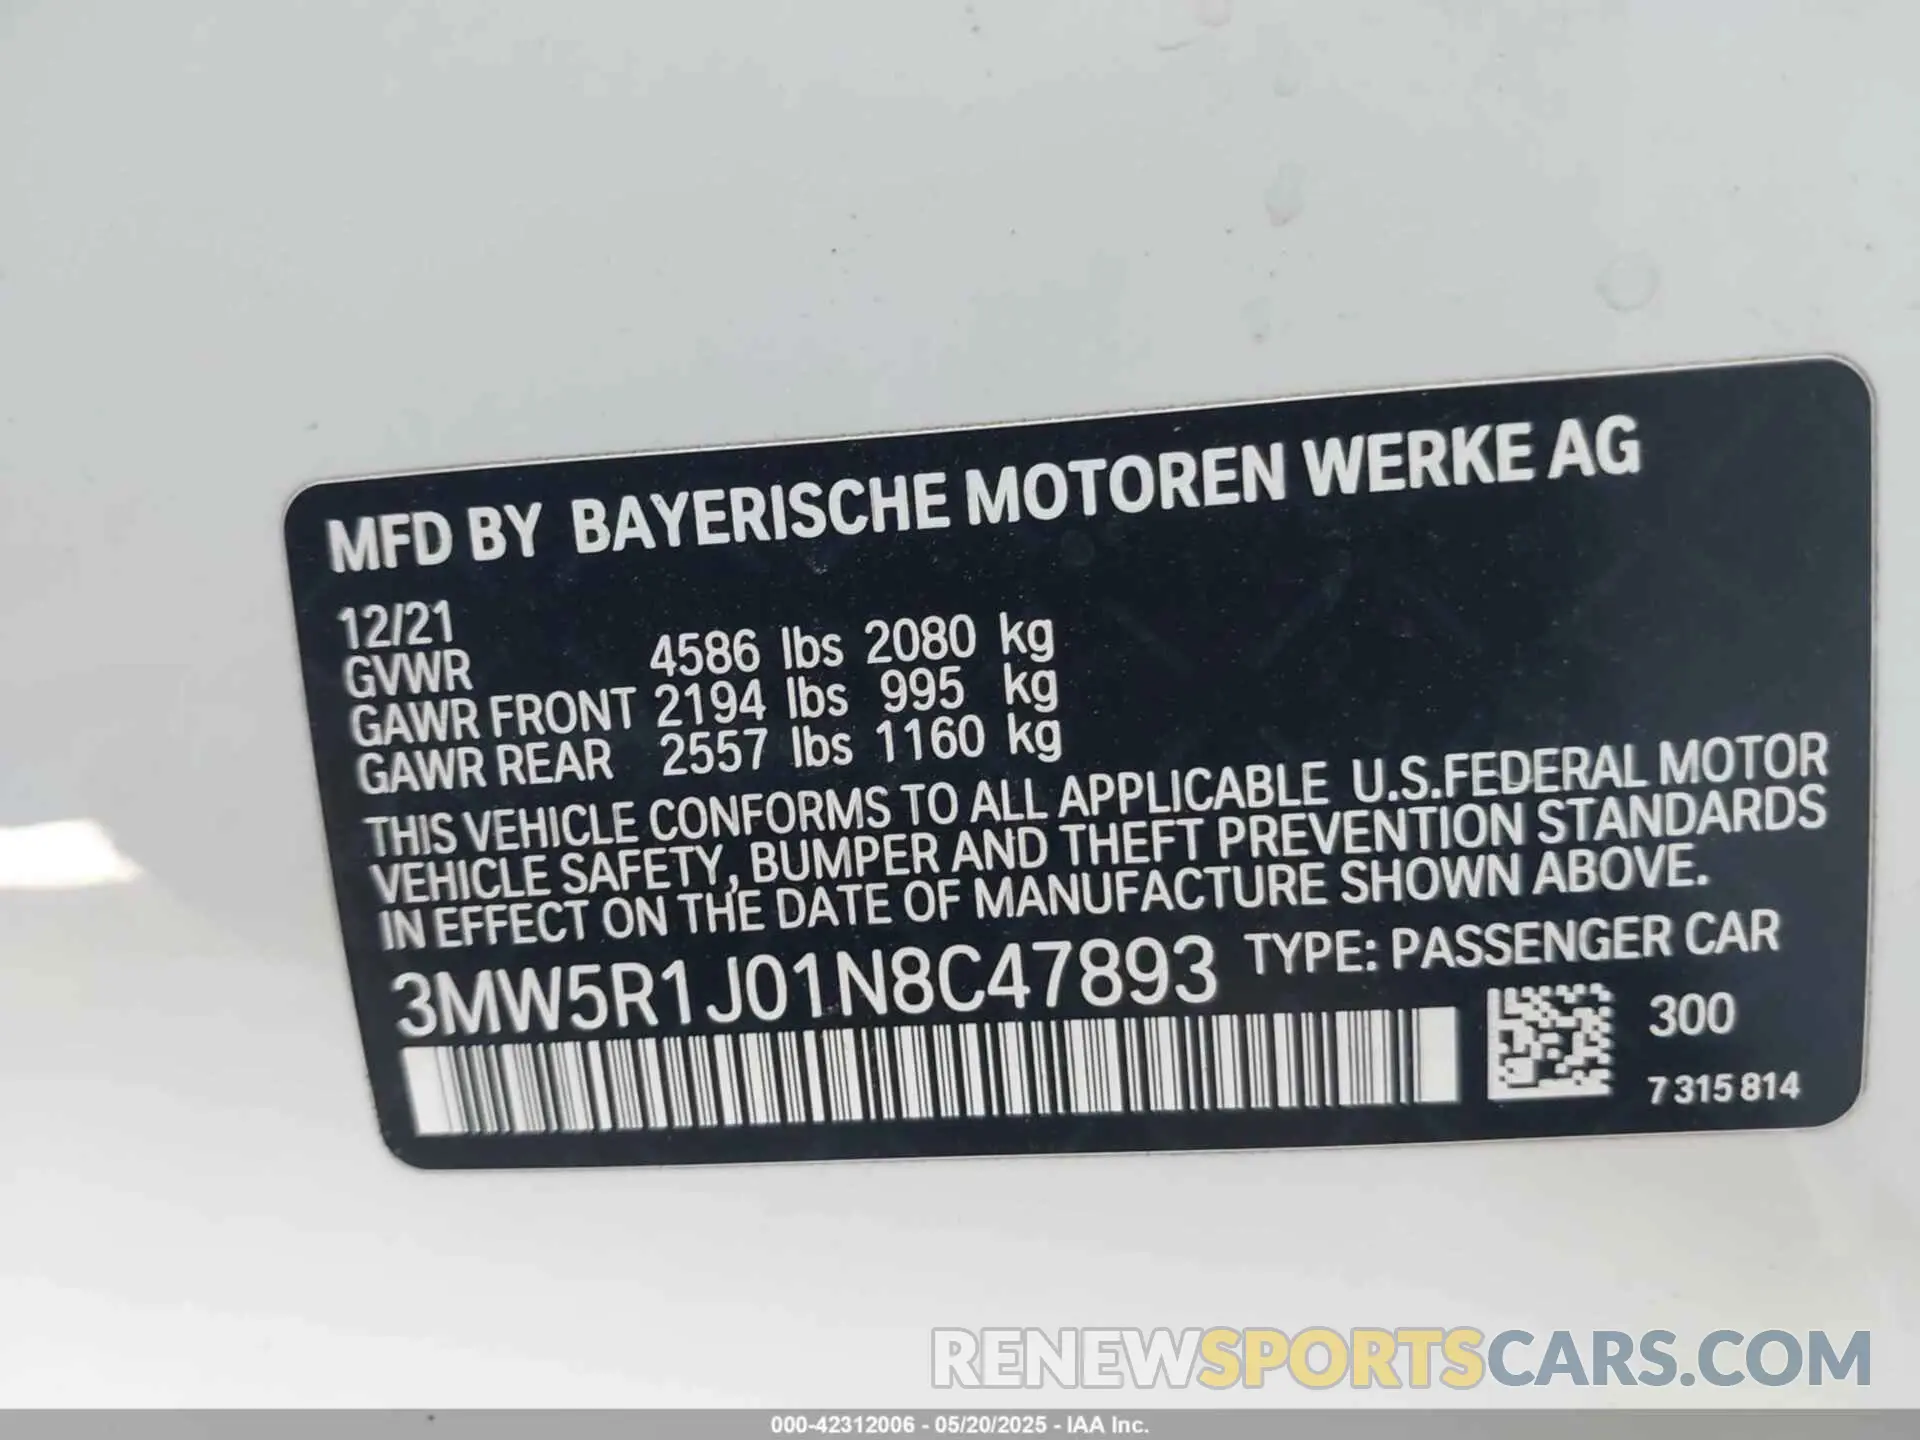 MFD BY BAYERISCHE MOTOREN WERKE AG
12/21
GVWR 4586 lbs 2080 kg
GAWR FRONT 2194 lbs 995 kg
GAWR REAR 2557 lbs 1160 kg
THIS VEHICLE CONFORMS TO ALL APPLICABLE U.S.FEDERAL MOTOR
VEHICLE SAFETY, BUMPER AND THEFT PREVENTION STANDARDS
IN EFFECT ON THE DATE OF MANUFACTURE SHOWN ABOVE.
3MW5R1J01N8C47893 TYPE: PASSENGER CAR
300
7 315 814
RENEWSPORTSCARS.COM
000-42312006 - 05/20/2025 - IAA Inc.